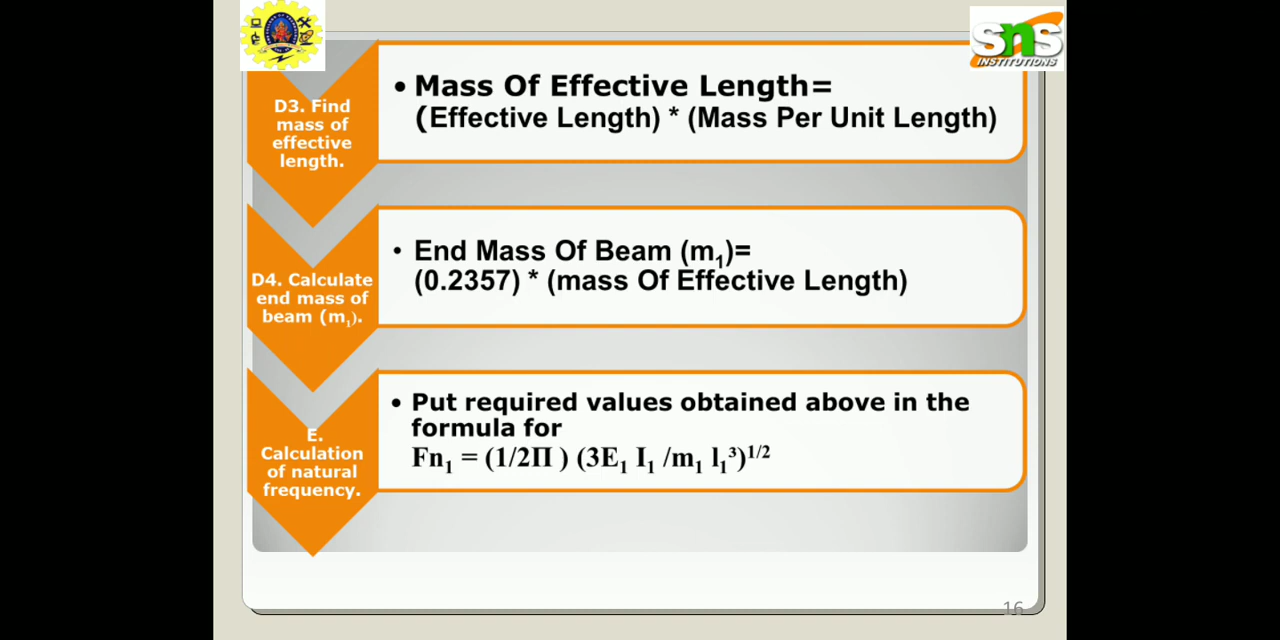 sns
INSTITUTIONS
D3. Find
mass of
effective
length.
• Mass Of Effective Length=
(Effective Length) * (Mass Per Unit Length)
D4. Calculate
end mass of
beam (m₁).
• End Mass Of Beam (m₁)=
(0.2357) * (mass Of Effective Length)
E.
Calculation
of natural
frequency.
• Put required values obtained above in the
formula for
Fn₁ = (1/2Π ) (3E₁ I₁ /m₁ l₁³)¹/²
16